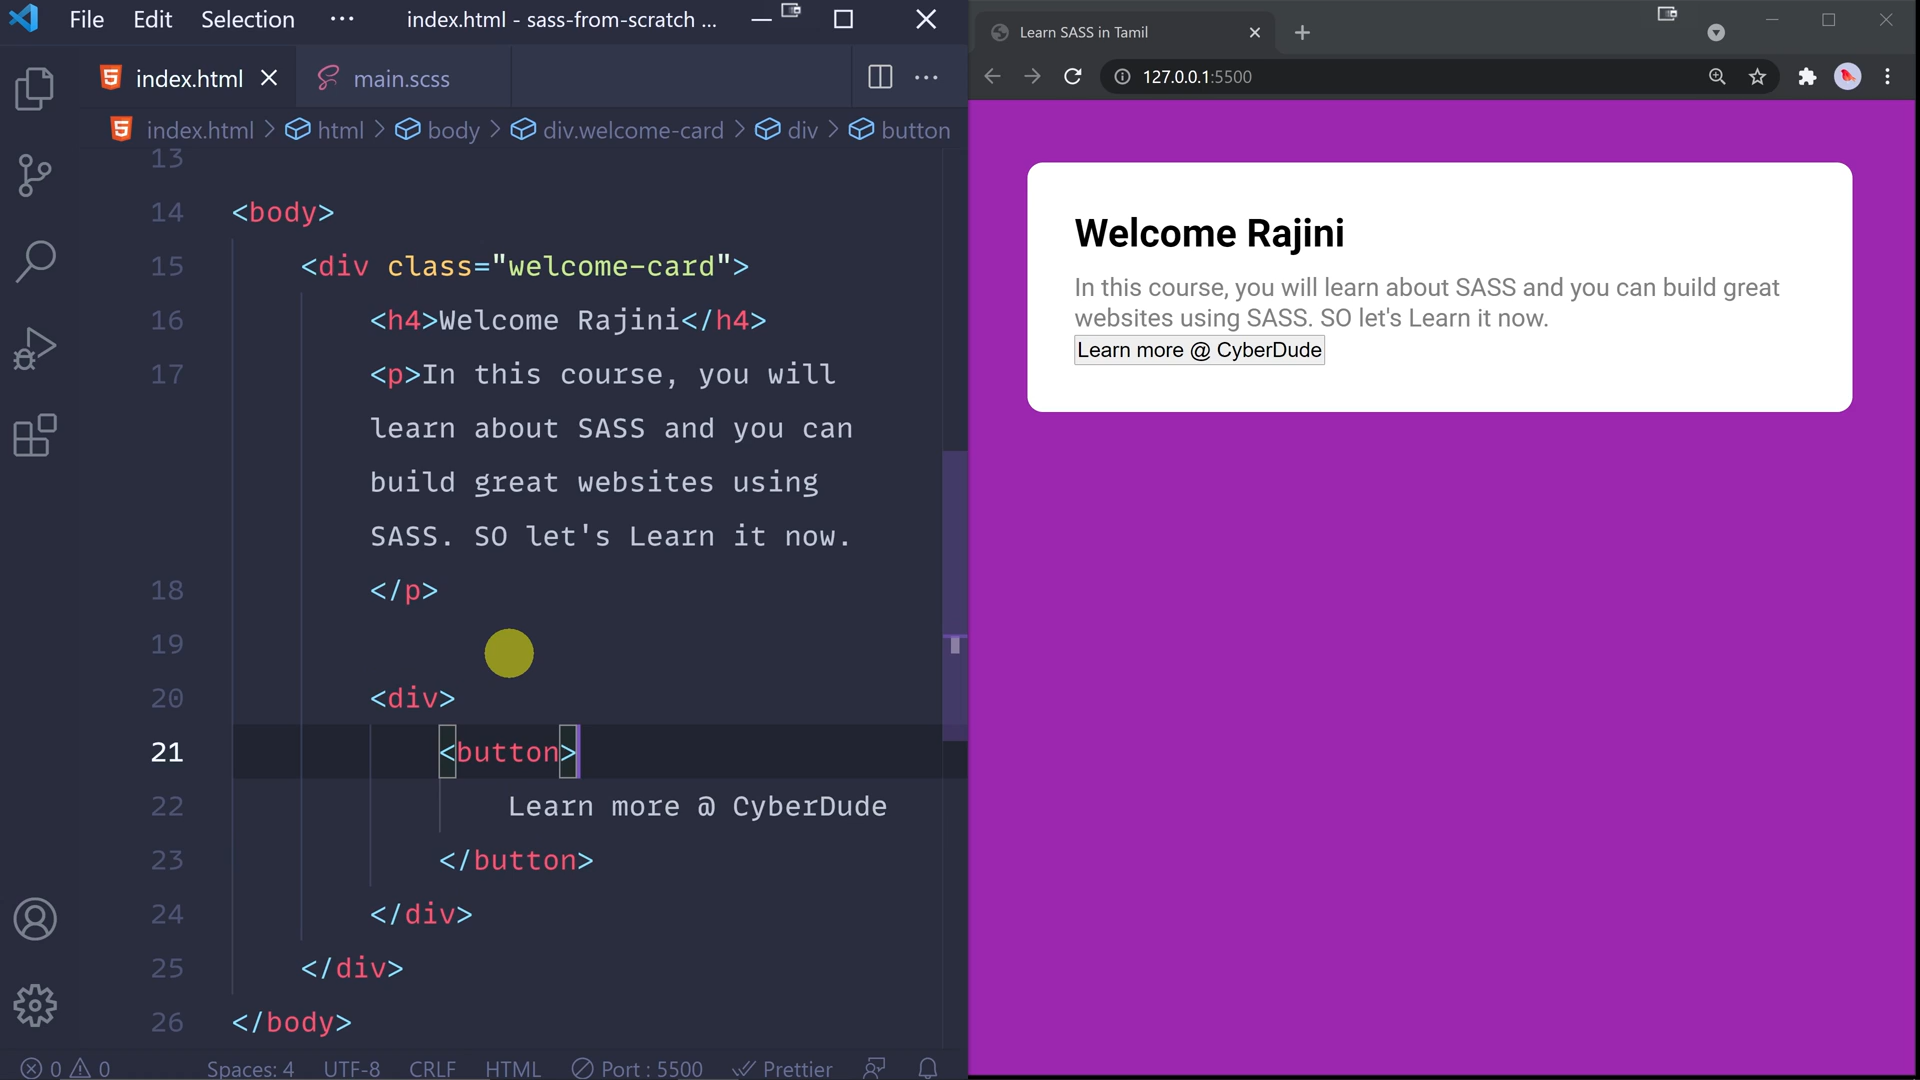 File Edit Selection ··· index.html - sass-from-scratch ...
index.html main.scss
index.html > html > body > div.welcome-card > div > button
13
14 <body>
15 <div class="welcome-card">
16 <h4>Welcome Rajini</h4>
17 <p>In this course, you will
learn about SASS and you can
build great websites using
SASS. SO let's Learn it now.
18 </p>
19
20 <div>
21 <button>
22 Learn more @ CyberDude
23 </button>
24 </div>
25 </div>
26 </body>
0 0 Spaces: 4 UTF-8 CRLF HTML Port : 5500 Prettier
Learn SASS in Tamil
127.0.0.1:5500
Welcome Rajini
In this course, you will learn about SASS and you can build great
websites using SASS. SO let's Learn it now.
Learn more @ CyberDude